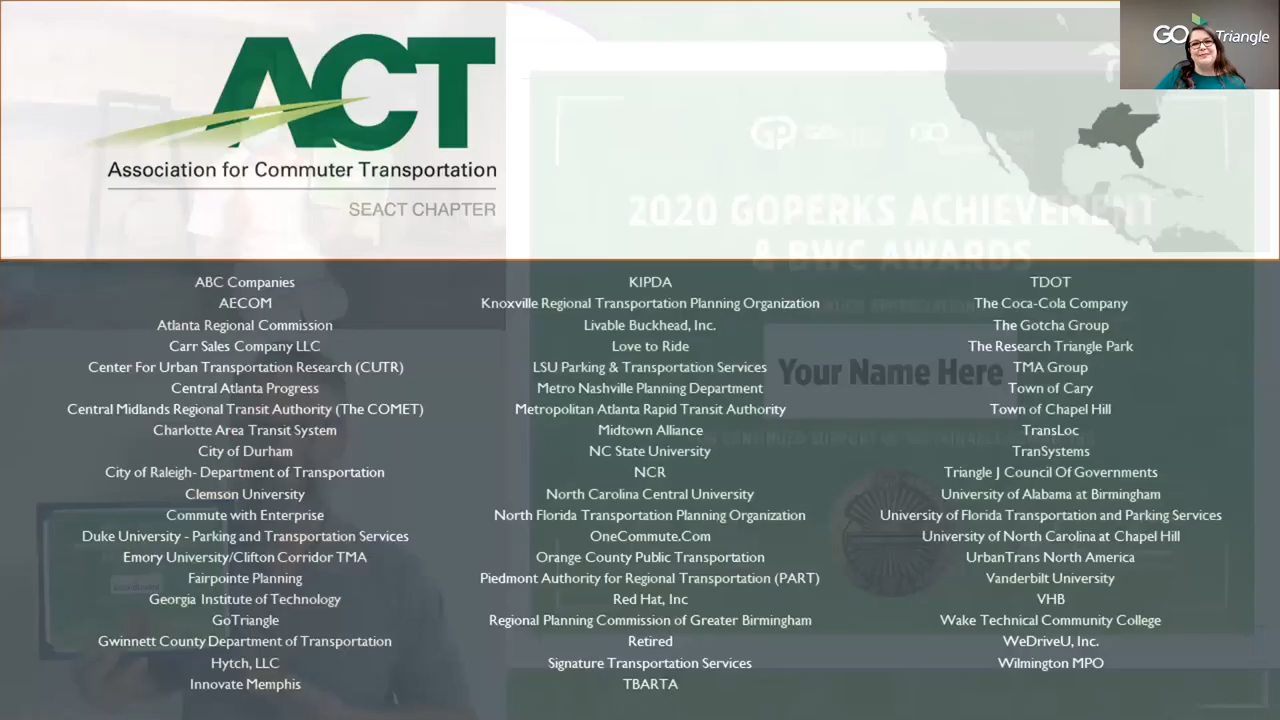 ACT
Association for Commuter Transportation
SEACT CHAPTER
GO Triangle
GP
GO
2020 GOPERKS ACHIEVEMENT
& BWC AWARDS
Your Name Here
ABC Companies
AECOM
Atlanta Regional Commission
Carr Sales Company LLC
Center For Urban Transportation Research (CUTR)
Central Atlanta Progress
Central Midlands Regional Transit Authority (The COMET)
Charlotte Area Transit System
City of Durham
City of Raleigh- Department of Transportation
Clemson University
Commute with Enterprise
Duke University - Parking and Transportation Services
Emory University/Clifton Corridor TMA
Fairpointe Planning
Georgia Institute of Technology
GoTriangle
Gwinnett County Department of Transportation
Hytch, LLC
Innovate Memphis
KIPDA
Knoxville Regional Transportation Planning Organization
Livable Buckhead, Inc.
Love to Ride
LSU Parking & Transportation Services
Metro Nashville Planning Department
Metropolitan Atlanta Rapid Transit Authority
Midtown Alliance
NC State University
NCR
North Carolina Central University
North Florida Transportation Planning Organization
OneCommute.Com
Orange County Public Transportation
Piedmont Authority for Regional Transportation (PART)
Red Hat, Inc
Regional Planning Commission of Greater Birmingham
Retired
Signature Transportation Services
TBARTA
TDOT
The Coca-Cola Company
The Gotcha Group
The Research Triangle Park
TMA Group
Town of Cary
Town of Chapel Hill
TransLoc
TranSystems
Triangle J Council Of Governments
University of Alabama at Birmingham
University of Florida Transportation and Parking Services
University of North Carolina at Chapel Hill
UrbanTrans North America
Vanderbilt University
VHB
Wake Technical Community College
WeDriveU, Inc.
Wilmington MPO